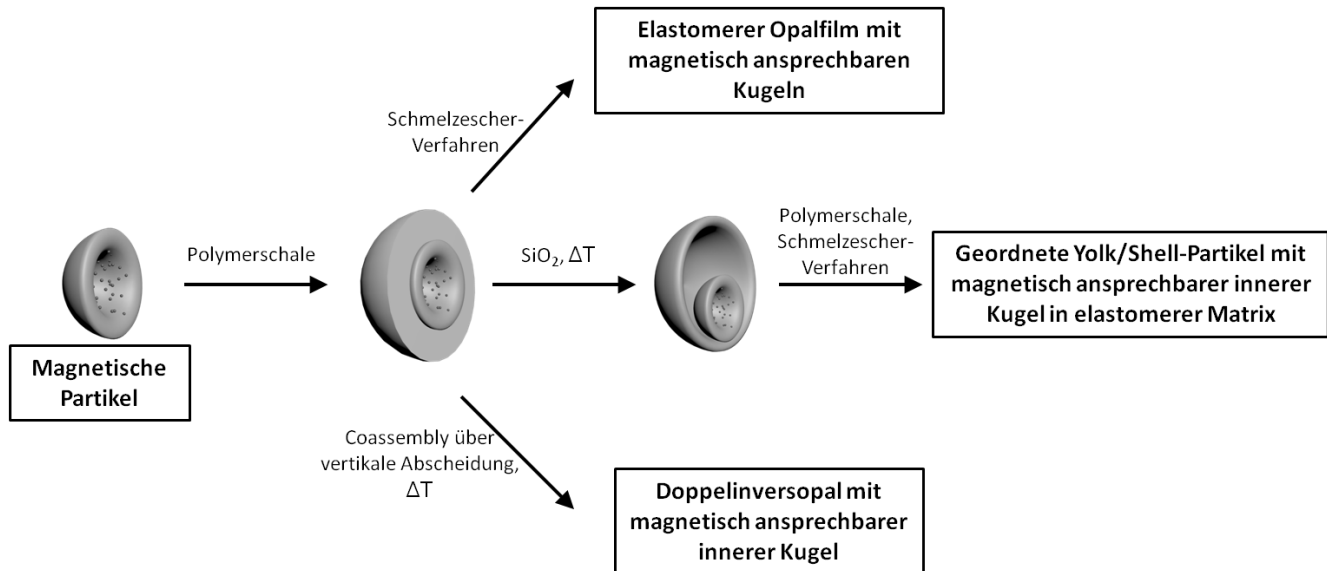 Elastomerer Opalfilm mit
magnetisch ansprechbaren
Kugeln
Schmelzescher-
Verfahren
Polymerschale
SiO₂, ΔT
Polymerschale,
Schmelzescher-
Verfahren
Geordnete Yolk/Shell-Partikel mit
magnetisch ansprechbarer innerer
Kugel in elastomerer Matrix
Magnetische
Partikel
Coassembly über
vertikale Abscheidung,
ΔT
Doppelinversopal mit
magnetisch ansprechbarer
innerer Kugel